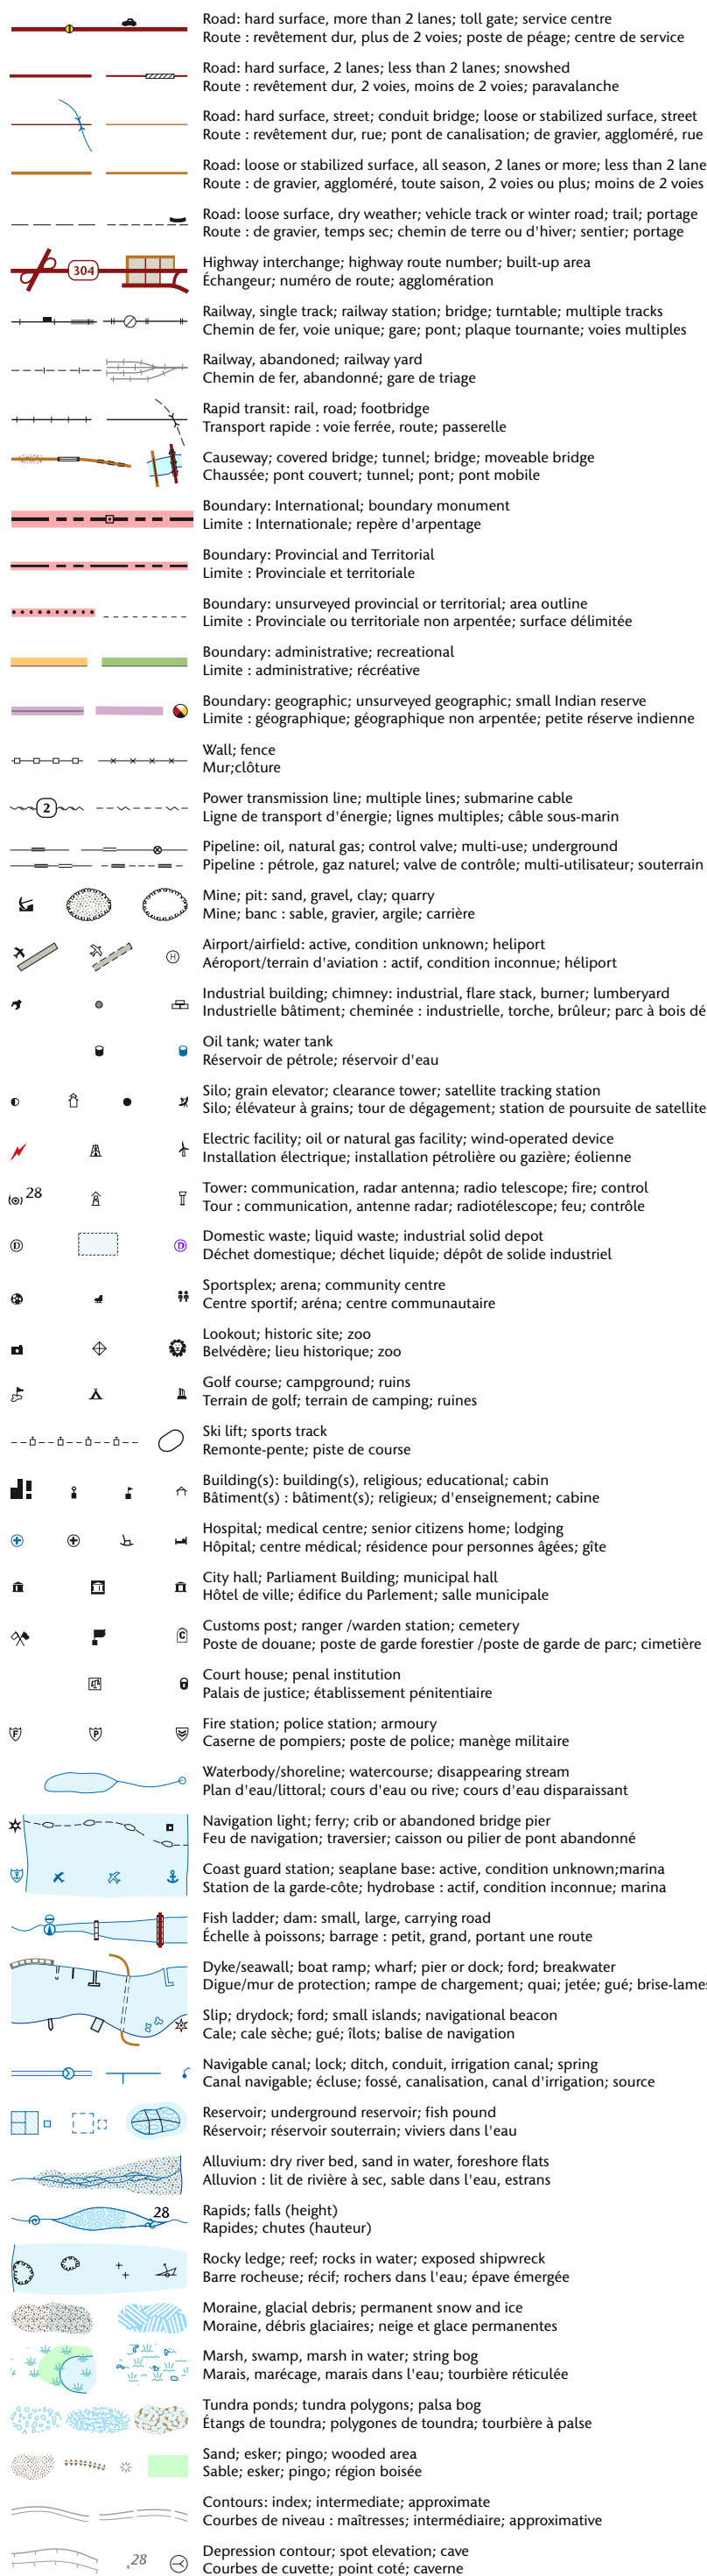 Road: hard surface, more than 2 lanes; toll gate; service centre
Route : revêtement dur, plus de 2 voies; poste de péage; centre de service
Road: hard surface, 2 lanes; less than 2 lanes; snowshed
Route : revêtement dur, 2 voies, moins de 2 voies; paravalanche
Road: hard surface, street; conduit bridge; loose or stabilized surface, street
Route : revêtement dur, rue; pont de canalisation; de gravier, aggloméré, rue
Road: loose or stabilized surface, all season, 2 lanes or more; less than 2 lane
Route : de gravier, aggloméré, toute saison, 2 voies ou plus; moins de 2 voies
Road: loose surface, dry weather; vehicle track or winter road; trail; portage
Route : de gravier, temps sec; chemin de terre ou d'hiver; sentier; portage
304
Highway interchange; highway route number; built-up area
Échangeur; numéro de route; agglomération
Railway, single track; railway station; bridge; turntable; multiple tracks
Chemin de fer, voie unique; gare; pont; plaque tournante; voies multiples
Railway, abandoned; railway yard
Chemin de fer, abandonné; gare de triage
Rapid transit: rail, road; footbridge
Transport rapide : voie ferrée, route; passerelle
Causeway; covered bridge; tunnel; bridge; moveable bridge
Chaussée; pont couvert; tunnel; pont; pont mobile
Boundary: International; boundary monument
Limite : Internationale; repère d'arpentage
Boundary: Provincial and Territorial
Limite : Provinciale et territoriale
Boundary: unsurveyed provincial or territorial; area outline
Limite : Provinciale ou territoriale non arpentée; surface délimitée
Boundary: administrative; recreational
Limite : administrative; récréative
Boundary: geographic; unsurveyed geographic; small Indian reserve
Limite : géographique; géographique non arpentée; petite réserve indienne
Wall; fence
Mur;clôture
2
Power transmission line; multiple lines; submarine cable
Ligne de transport d'énergie; lignes multiples; câble sous-marin
Pipeline: oil, natural gas; control valve; multi-use; underground
Pipeline : pétrole, gaz naturel; valve de contrôle; multi-utilisateur; souterrain
Mine; pit: sand, gravel, clay; quarry
Mine; banc : sable, gravier, argile; carrière
H
Airport/airfield: active, condition unknown; heliport
Aéroport/terrain d'aviation : actif, condition inconnue; héliport
Industrial building; chimney: industrial, flare stack, burner; lumberyard
Industrielle bâtiment; cheminée : industrielle, torche, brûleur; parc à bois dé
Oil tank; water tank
Réservoir de pétrole; réservoir d'eau
Silo; grain elevator; clearance tower; satellite tracking station
Silo; élévateur à grains; tour de dégagement; station de poursuite de satellite
Electric facility; oil or natural gas facility; wind-operated device
Installation électrique; installation pétrolière ou gazière; éolienne
28
Tower: communication, radar antenna; radio telescope; fire; control
Tour : communication, antenne radar; radiotélescope; feu; contrôle
D
D
Domestic waste; liquid waste; industrial solid depot
Déchet domestique; déchet liquide; dépôt de solide industriel
Sportsplex; arena; community centre
Centre sportif; aréna; centre communautaire
Lookout; historic site; zoo
Belvédère; lieu historique; zoo
Golf course; campground; ruins
Terrain de golf; terrain de camping; ruines
Ski lift; sports track
Remonte-pente; piste de course
Building(s): building(s), religious; educational; cabin
Bâtiment(s) : bâtiment(s); religieux; d'enseignement; cabine
Hospital; medical centre; senior citizens home; lodging
Hôpital; centre médical; résidence pour personnes âgées; gîte
City hall; Parliament Building; municipal hall
Hôtel de ville; édifice du Parlement; salle municipale
C
Customs post; ranger /warden station; cemetery
Poste de douane; poste de garde forestier /poste de garde de parc; cimetière
Court house; penal institution
Palais de justice; établissement pénitentiaire
F
P
Fire station; police station; armoury
Caserne de pompiers; poste de police; manège militaire
Waterbody/shoreline; watercourse; disappearing stream
Plan d'eau/littoral; cours d'eau ou rive; cours d'eau disparaissant
Navigation light; ferry; crib or abandoned bridge pier
Feu de navigation; traversier; caisson ou pilier de pont abandonné
Coast guard station; seaplane base: active, condition unknown;marina
Station de la garde-côte; hydrobase : actif, condition inconnue; marina
Fish ladder; dam: small, large, carrying road
Échelle à poissons; barrage : petit, grand, portant une route
Dyke/seawall; boat ramp; wharf; pier or dock; ford; breakwater
Digue/mur de protection; rampe de chargement; quai; jetée; gué; brise-lames
Slip; drydock; ford; small islands; navigational beacon
Cale; cale sèche; gué; îlots; balise de navigation
Navigable canal; lock; ditch, conduit, irrigation canal; spring
Canal navigable; écluse; fossé, canalisation, canal d'irrigation; source
Reservoir; underground reservoir; fish pound
Réservoir; réservoir souterrain; viviers dans l'eau
Alluvium: dry river bed, sand in water, foreshore flats
Alluvion : lit de rivière à sec, sable dans l'eau, estrans
28
Rapids; falls (height)
Rapides; chutes (hauteur)
Rocky ledge; reef; rocks in water; exposed shipwreck
Barre rocheuse; récif; rochers dans l'eau; épave émergée
Moraine, glacial debris; permanent snow and ice
Moraine, débris glaciaires; neige et glace permanentes
Marsh, swamp, marsh in water; string bog
Marais, marécage, marais dans l'eau; tourbière réticulée
Tundra ponds; tundra polygons; palsa bog
Étangs de toundra; polygones de toundra; tourbière à palse
Sand; esker; pingo; wooded area
Sable; esker; pingo; région boisée
Contours: index; intermediate; approximate
Courbes de niveau : maîtresses; intermédiaire; approximative
.28
Depression contour; spot elevation; cave
Courbes de cuvette; point coté; caverne